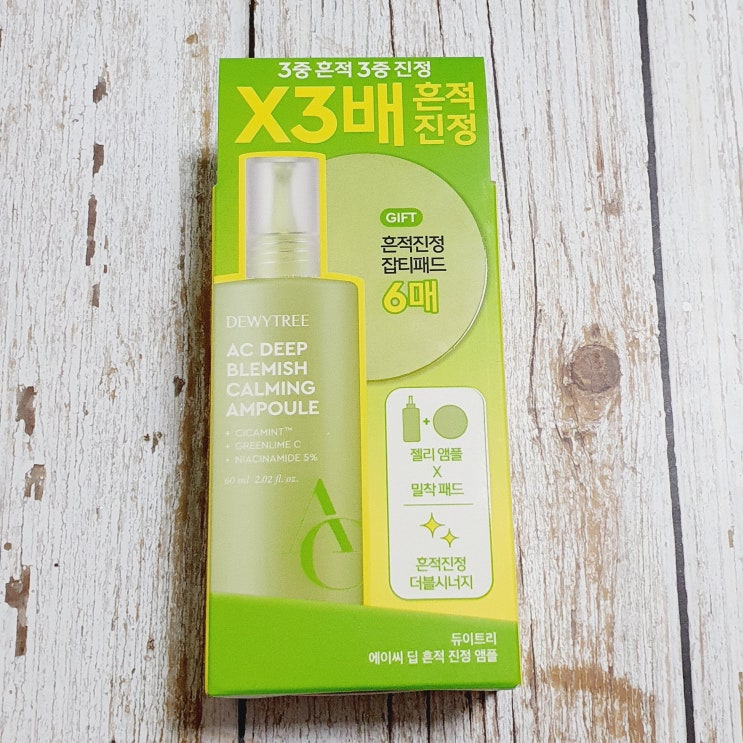 3중 흔적 3중 진정
X3배 흔적
진정
GIFT
흔적진정
잡티패드
6매
DEWYTREE
AC DEEP
BLEMISH
CALMING
AMPOULE
+ CICAMINT™
+ GREENLIME C
+ NIACINAMIDE 5%
60 ml 2.02 fl. oz.
AC
+
젤리 앰플
X
밀착 패드
흔적진정
더블시너지
듀이트리
에이씨 딥 흔적 진정 앰플